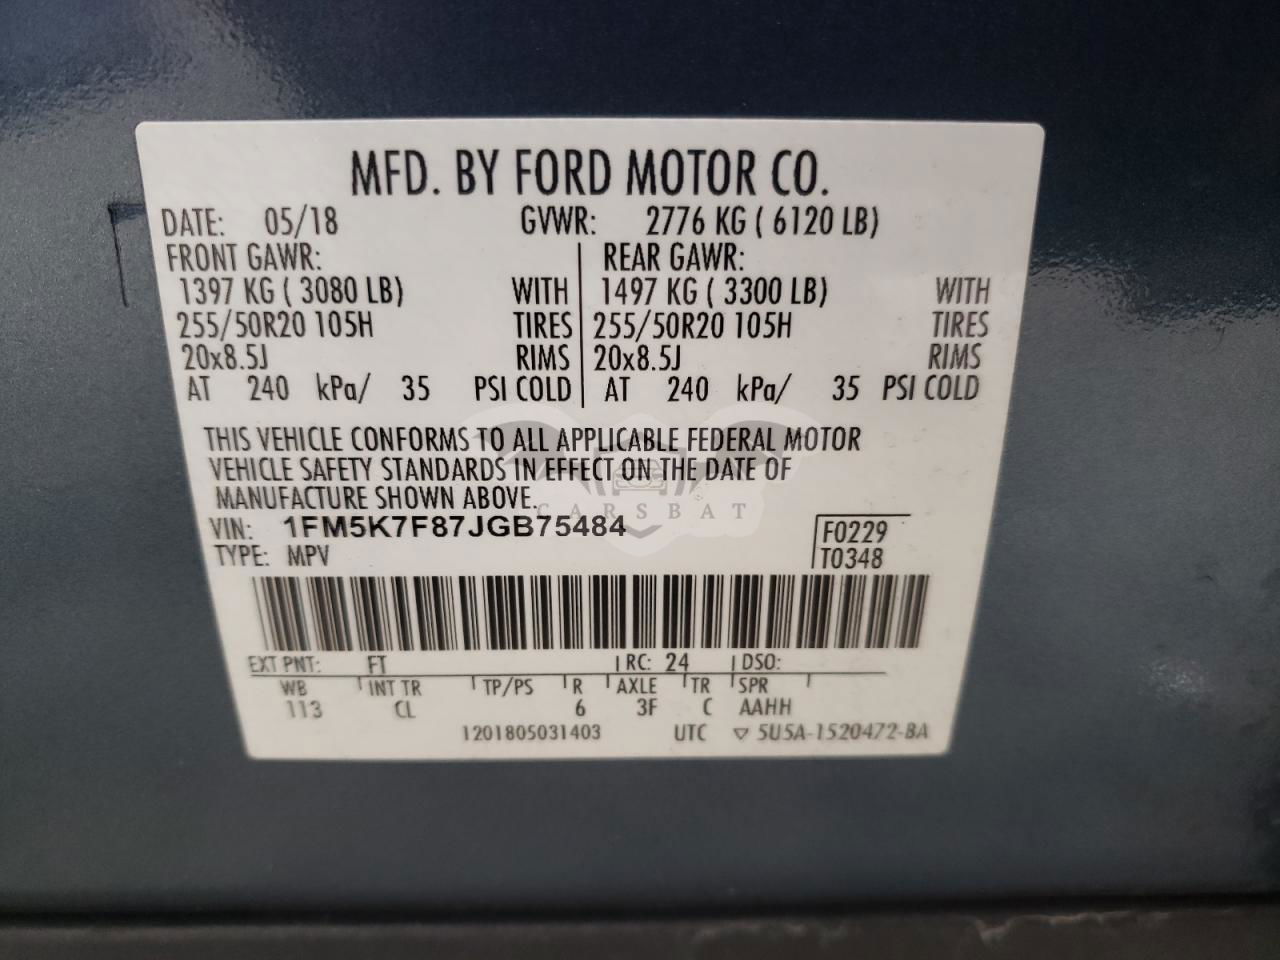 MFD. BY FORD MOTOR CO.
DATE: 05/18 GVWR: 2776 KG ( 6120 LB)
FRONT GAWR: REAR GAWR:
1397 KG ( 3080 LB) WITH 1497 KG ( 3300 LB) WITH
255/50R20 105H TIRES 255/50R20 105H TIRES
20x8.5J RIMS 20x8.5J RIMS
AT 240 kPa/ 35 PSI COLD AT 240 kPa/ 35 PSI COLD
THIS VEHICLE CONFORMS TO ALL APPLICABLE FEDERAL MOTOR
VEHICLE SAFETY STANDARDS IN EFFECT ON THE DATE OF
MANUFACTURE SHOWN ABOVE.
CARSBAT
VIN: 1FM5K7F87JGB75484 F0229
TYPE: MPV T0348
EXT PNT: FT RC: 24 DSO:
WB INT TR TP/PS R AXLE TR SPR
113 CL 6 3F C AAHH
1201805031403 UTC ▽ 5U5A-1520472-BA